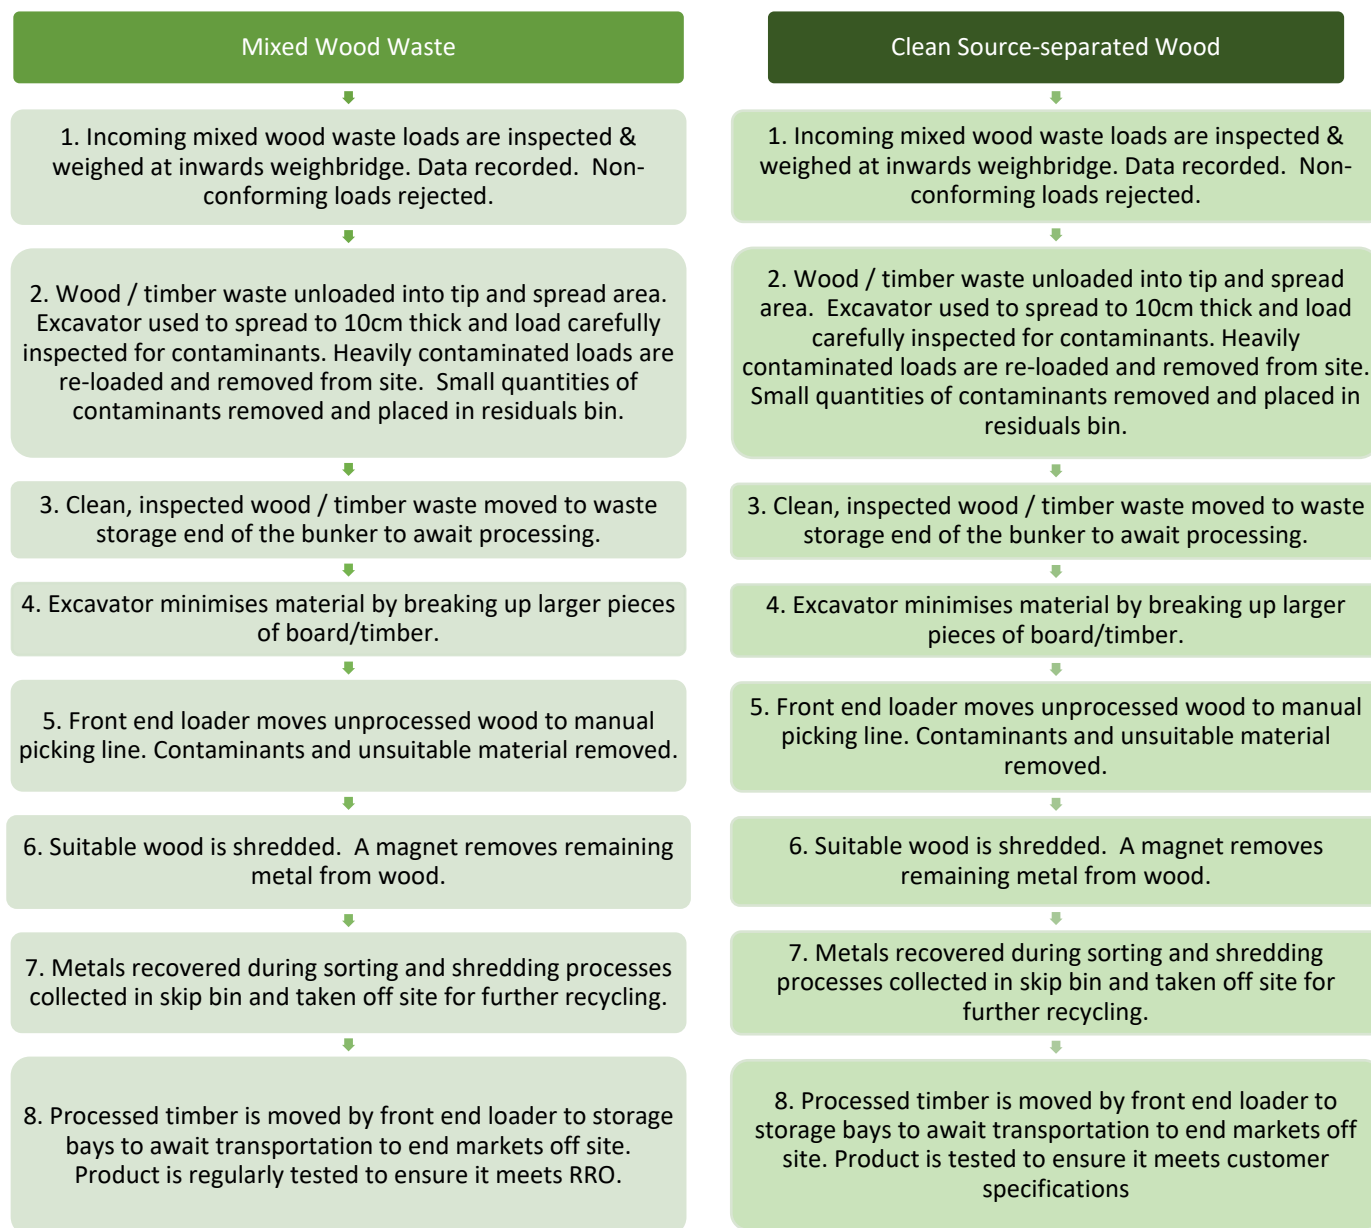 Mixed Wood Waste
1. Incoming mixed wood waste loads are inspected &
weighed at inwards weighbridge. Data recorded.  Non-
conforming loads rejected.
2. Wood / timber waste unloaded into tip and spread area.
Excavator used to spread to 10cm thick and load carefully
inspected for contaminants. Heavily contaminated loads are
re-loaded and removed from site.  Small quantities of
contaminants removed and placed in residuals bin.
3. Clean, inspected wood / timber waste moved to waste
storage end of the bunker to await processing.
4. Excavator minimises material by breaking up larger pieces
of board/timber.
5. Front end loader moves unprocessed wood to manual
picking line. Contaminants and unsuitable material removed.
6. Suitable wood is shredded.  A magnet removes remaining
metal from wood.
7. Metals recovered during sorting and shredding processes
collected in skip bin and taken off site for further recycling.
8. Processed timber is moved by front end loader to storage
bays to await transportation to end markets off site.
Product is regularly tested to ensure it meets RRO.
Clean Source-separated Wood
1. Incoming mixed wood waste loads are inspected &
weighed at inwards weighbridge. Data recorded.  Non-
conforming loads rejected.
2. Wood / timber waste unloaded into tip and spread
area.  Excavator used to spread to 10cm thick and load
carefully inspected for contaminants. Heavily
contaminated loads are re-loaded and removed from site.
Small quantities of contaminants removed and placed in
residuals bin.
3. Clean, inspected wood / timber waste moved to waste
storage end of the bunker to await processing.
4. Excavator minimises material by breaking up larger
pieces of board/timber.
5. Front end loader moves unprocessed wood to manual
picking line. Contaminants and unsuitable material
removed.
6. Suitable wood is shredded.  A magnet removes
remaining metal from wood.
7. Metals recovered during sorting and shredding
processes collected in skip bin and taken off site for
further recycling.
8. Processed timber is moved by front end loader to
storage bays to await transportation to end markets off
site. Product is tested to ensure it meets customer
specifications